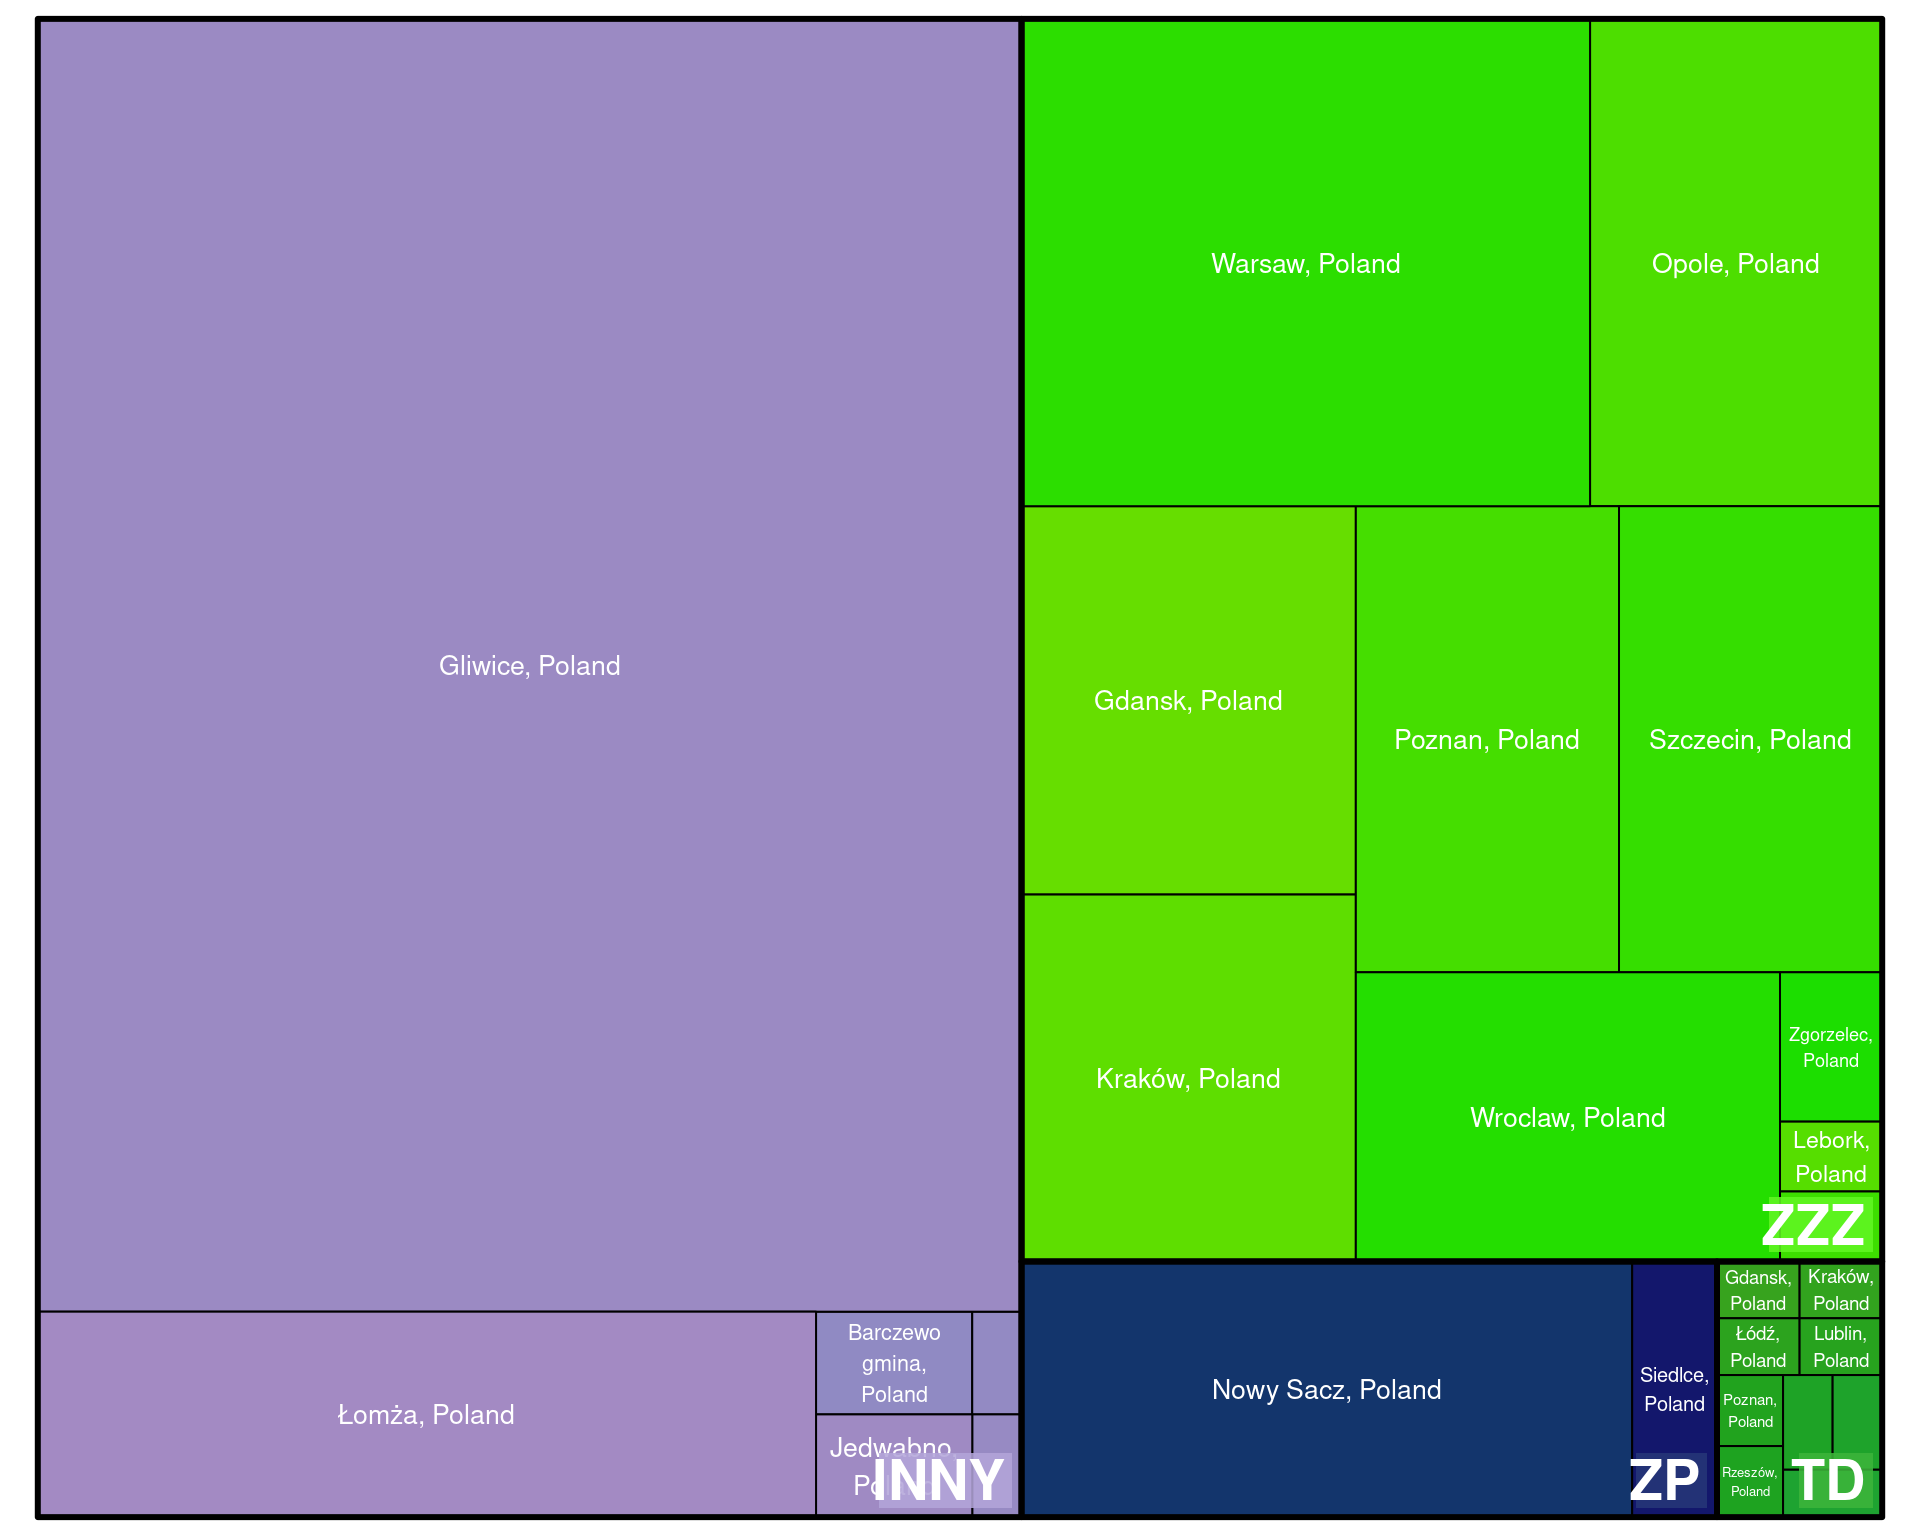 Gliwice, Poland
Łomża, Poland
Barczewo
gmina,
Poland
Jedwabno,
INNY
Warsaw, Poland
Opole, Poland
Gdansk, Poland
Poznan, Poland
Szczecin, Poland
Kraków, Poland
Wroclaw, Poland
Zgorzelec,
Poland
Lebork,
Poland
ZZZ
Nowy Sacz, Poland
Siedlce,
Poland
ZP
Gdansk,
Poland
Kraków,
Poland
Łódź,
Poland
Lublin,
Poland
Poznan,
Poland
Rzeszów,
Poland
TD